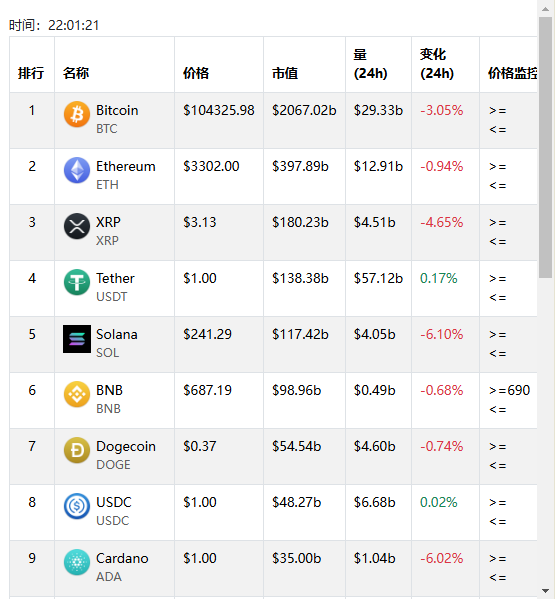 时间：22:01:21
排行 名称 价格 市值 量 (24h) 变化 (24h) 价格监控
1 Bitcoin $104325.98 $2067.02b $29.33b -3.05% >=
BTC <=
2 Ethereum $3302.00 $397.89b $12.91b -0.94% >=
ETH <=
3 XRP $3.13 $180.23b $4.51b -4.65% >=
XRP <=
4 Tether $1.00 $138.38b $57.12b 0.17% >=
USDT <=
5 Solana $241.29 $117.42b $4.05b -6.10% >=
SOL <=
6 BNB $687.19 $98.96b $0.49b -0.68% >=690
BNB <=
7 Dogecoin $0.37 $54.54b $4.60b -0.74% >=
DOGE <=
8 USDC $1.00 $48.27b $6.68b 0.02% >=
USDC <=
9 Cardano $1.00 $35.00b $1.04b -6.02% >=
ADA <=